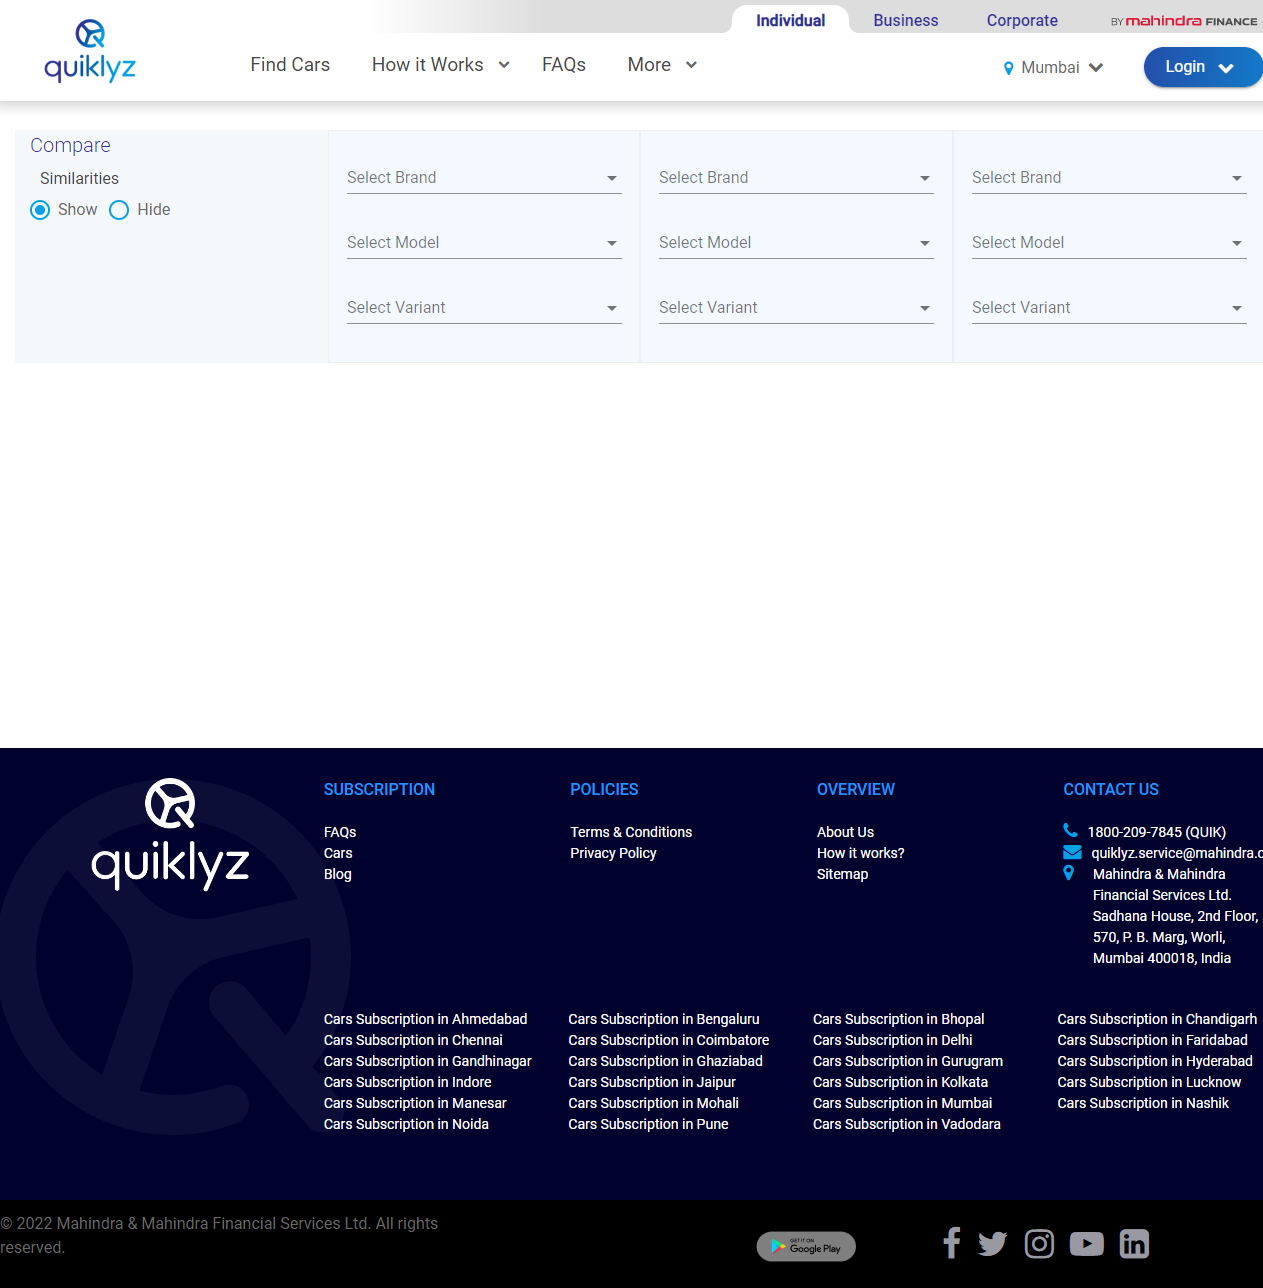 Individual
Business
Corporate
BY mahindra FINANCE
quiklyz
Find Cars
How it Works
FAQs
More
Mumbai
Login
Compare
Similarities
Show
Hide
Select Brand
Select Brand
Select Brand
Select Model
Select Model
Select Model
Select Variant
Select Variant
Select Variant
quiklyz
SUBSCRIPTION
FAQs
Cars
Blog
POLICIES
Terms & Conditions
Privacy Policy
OVERVIEW
About Us
How it works?
Sitemap
CONTACT US
1800-209-7845 (QUIK)
quiklyz.service@mahindra.c
Mahindra & Mahindra
Financial Services Ltd.
Sadhana House, 2nd Floor,
570, P. B. Marg, Worli,
Mumbai 400018, India
Cars Subscription in Ahmedabad
Cars Subscription in Bengaluru
Cars Subscription in Bhopal
Cars Subscription in Chandigarh
Cars Subscription in Chennai
Cars Subscription in Coimbatore
Cars Subscription in Delhi
Cars Subscription in Faridabad
Cars Subscription in Gandhinagar
Cars Subscription in Ghaziabad
Cars Subscription in Gurugram
Cars Subscription in Hyderabad
Cars Subscription in Indore
Cars Subscription in Jaipur
Cars Subscription in Kolkata
Cars Subscription in Lucknow
Cars Subscription in Manesar
Cars Subscription in Mohali
Cars Subscription in Mumbai
Cars Subscription in Nashik
Cars Subscription in Noida
Cars Subscription in Pune
Cars Subscription in Vadodara
© 2022 Mahindra & Mahindra Financial Services Ltd. All rights
reserved.
GET IT ON
Google Play